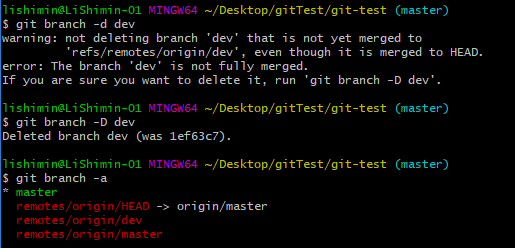 lishimin@LiShimin-01 MINGW64 ~/Desktop/gitTest/git-test (master)
$ git branch -d dev
warning: not deleting branch 'dev' that is not yet merged to
'refs/remotes/origin/dev', even though it is merged to HEAD.
error: The branch 'dev' is not fully merged.
If you are sure you want to delete it, run 'git branch -D dev'.
lishimin@LiShimin-01 MINGW64 ~/Desktop/gitTest/git-test (master)
$ git branch -D dev
Deleted branch dev (was 1ef63c7).
lishimin@LiShimin-01 MINGW64 ~/Desktop/gitTest/git-test (master)
$ git branch -a
* master
remotes/origin/HEAD -> origin/master
remotes/origin/dev
remotes/origin/master